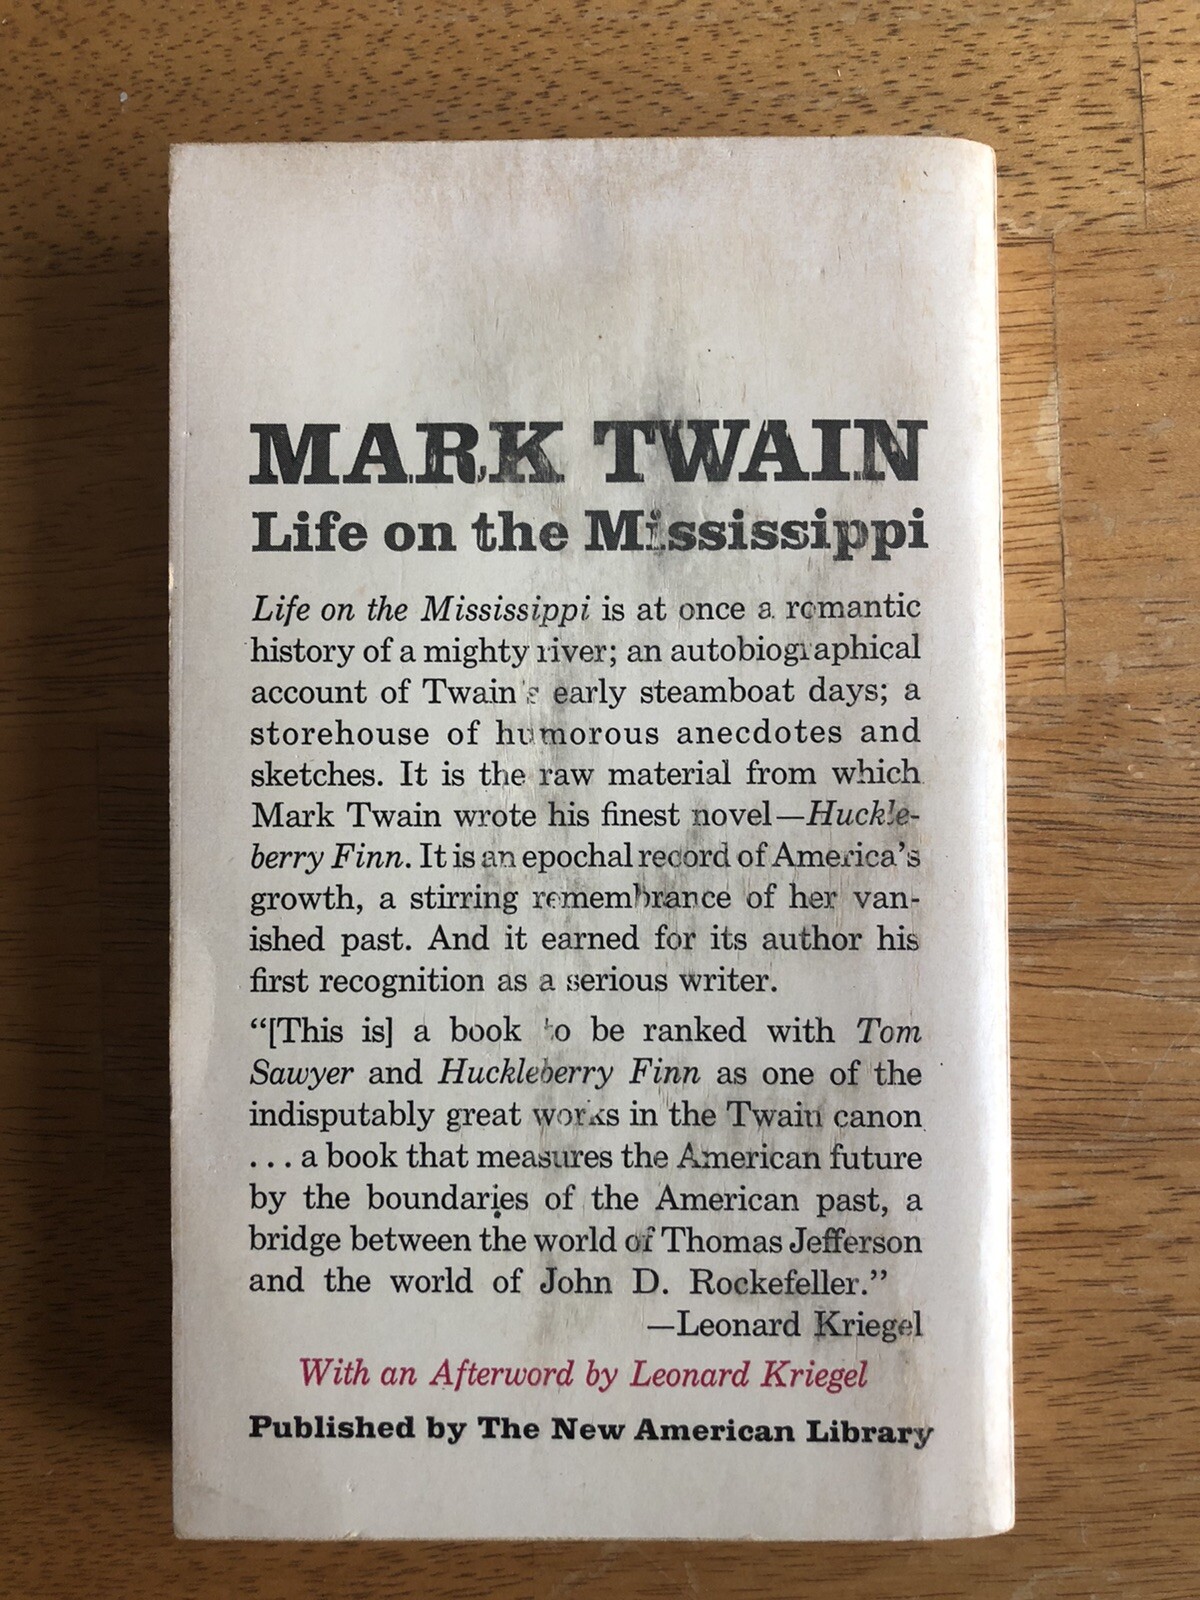 MARK TWAIN
Life on the Mississippi
Life on the Mississippi is at once a romantic
history of a mighty river; an autobiographical
account of Twain's early steamboat days; a
storehouse of humorous anecdotes and
sketches. It is the raw material from which
Mark Twain wrote his finest novel—Huckle-
berry Finn. It is an epochal record of America's
growth, a stirring remembrance of her van-
ished past. And it earned for its author his
first recognition as a serious writer.
"[This is] a book to be ranked with Tom
Sawyer and Huckleberry Finn as one of the
indisputably great works in the Twain canon
... a book that measures the American future
by the boundaries of the American past, a
bridge between the world of Thomas Jefferson
and the world of John D. Rockefeller."
—Leonard Kriegel
With an Afterword by Leonard Kriegel
Published by The New American Library